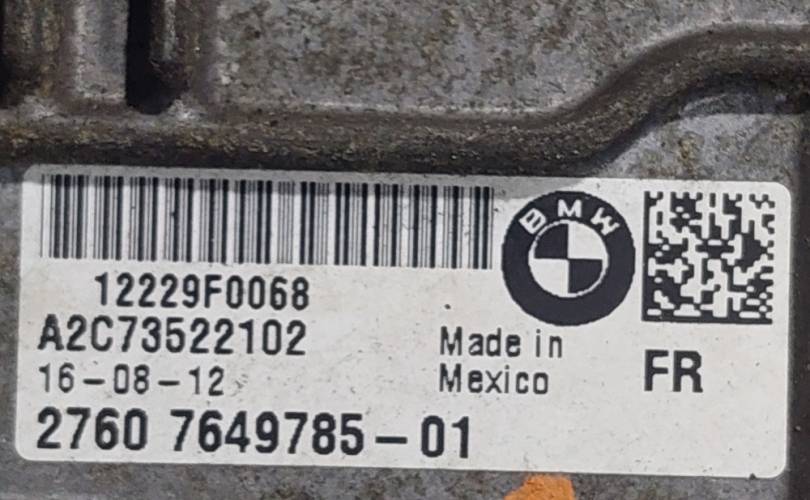 BMW
12229F0068
A2C73522102
16-08-12
Made in
Mexico
FR
2760 7649785-01